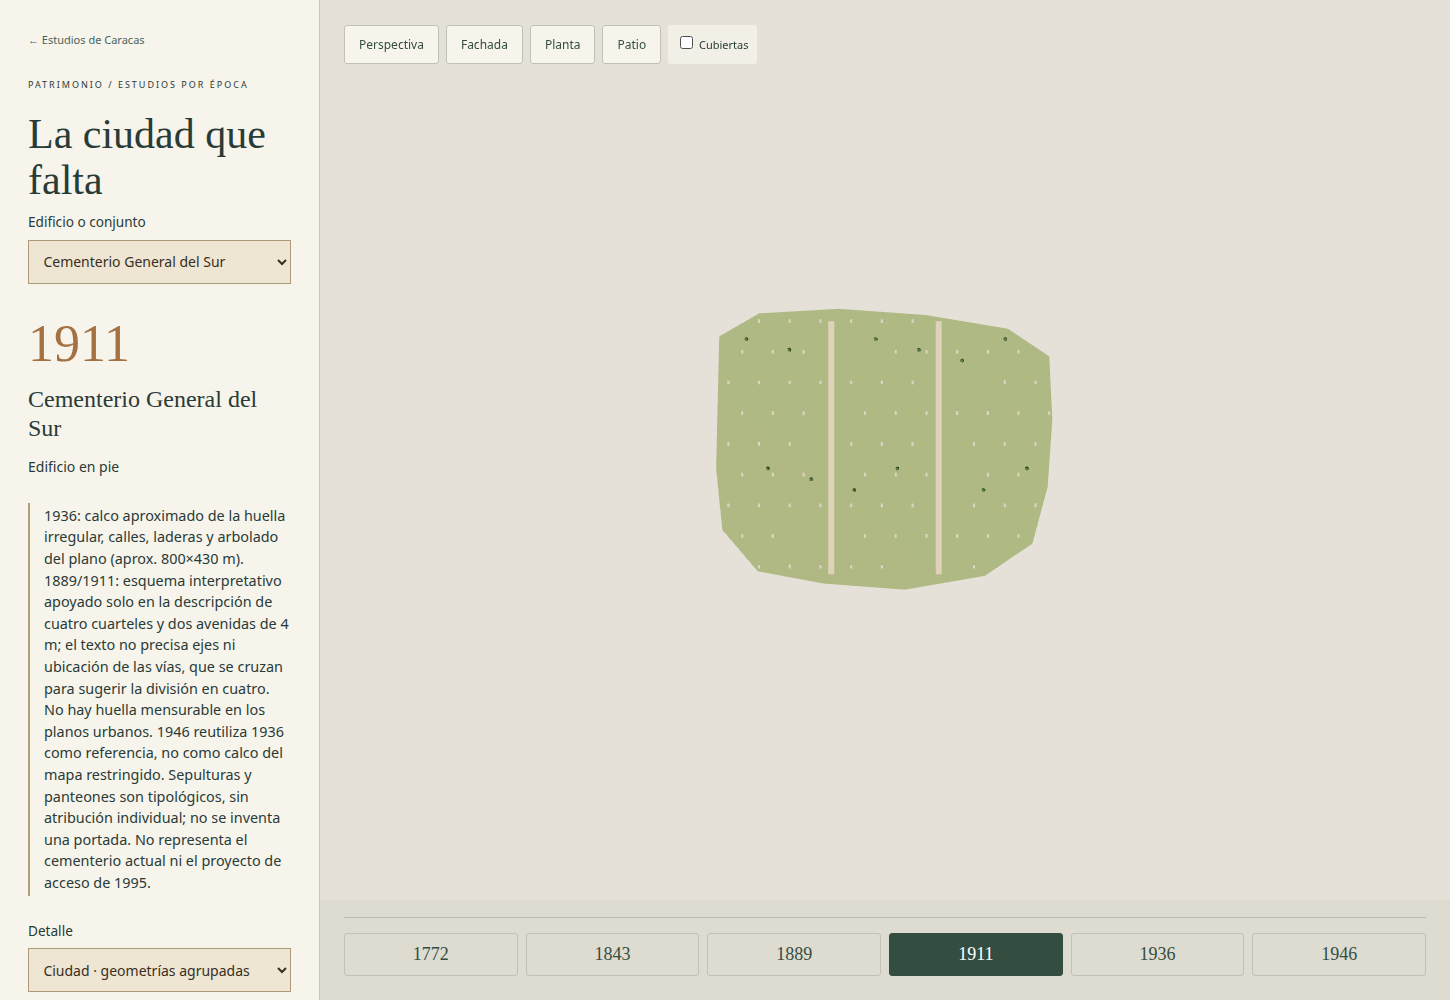 ← Estudios de Caracas
PATRIMONIO / ESTUDIOS POR ÉPOCA
La ciudad que
falta
Edificio o conjunto
Cementerio General del Sur
1911
Cementerio General del
Sur
Edificio en pie
1936: calco aproximado de la huella
irregular, calles, laderas y arbolado
del plano (aprox. 800×430 m).
1889/1911: esquema interpretativo
apoyado solo en la descripción de
cuatro cuarteles y dos avenidas de 4
m; el texto no precisa ejes ni
ubicación de las vías, que se cruzan
para sugerir la división en cuatro.
No hay huella mensurable en los
planos urbanos. 1946 reutiliza 1936
como referencia, no como calco del
mapa restringido. Sepulturas y
panteones son tipológicos, sin
atribución individual; no se inventa
una portada. No representa el
cementerio actual ni el proyecto de
acceso de 1995.
Detalle
Ciudad · geometrías agrupadas
Perspectiva
Fachada
Planta
Patio
Cubiertas
1772
1843
1889
1911
1936
1946